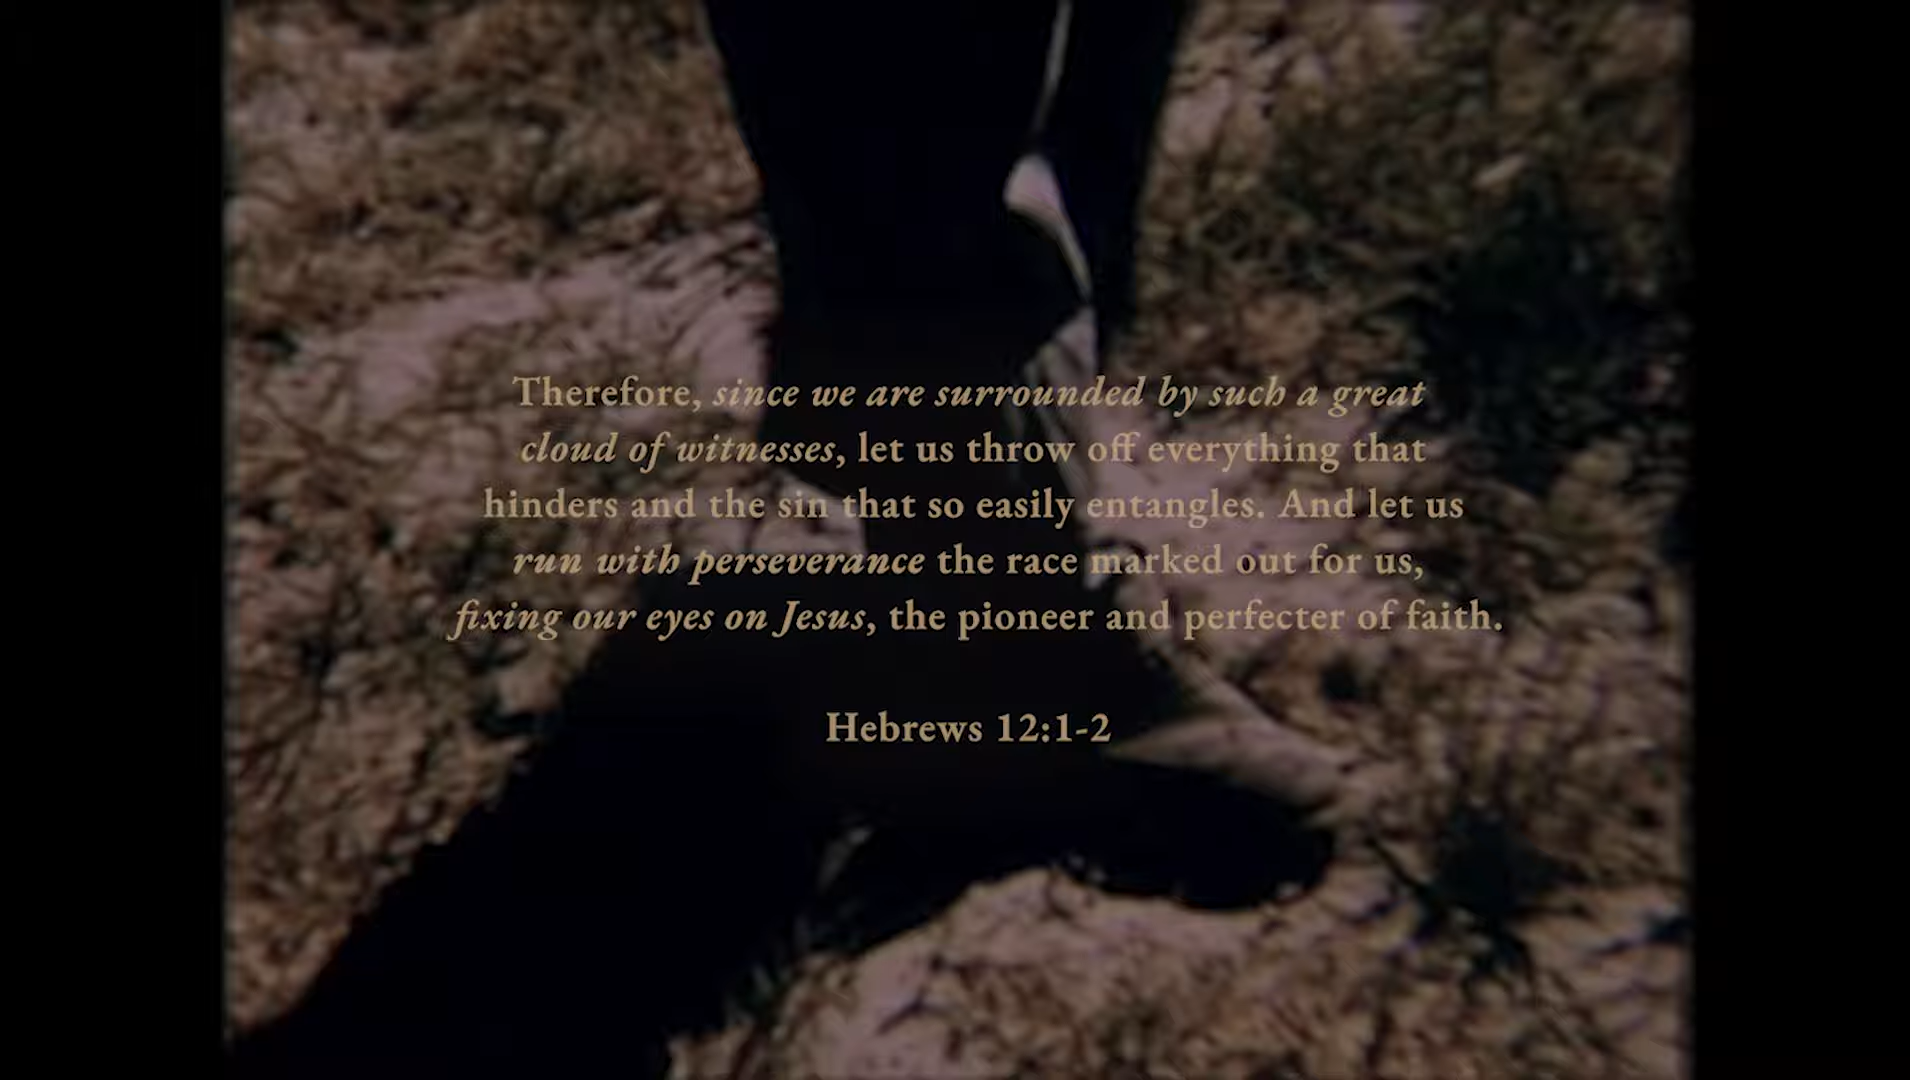 Therefore, since we are surrounded by such a great
cloud of witnesses, let us throw off everything that
hinders and the sin that so easily entangles. And let us
run with perseverance the race marked out for us,
fixing our eyes on Jesus, the pioneer and perfecter of faith.
Hebrews 12:1-2